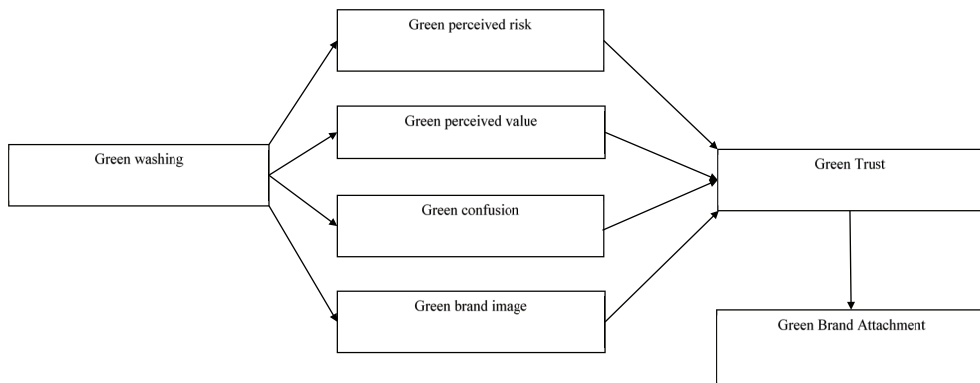 Green perceived risk
Green perceived value
Green washing
Green Trust
Green confusion
Green brand image
Green Brand Attachment